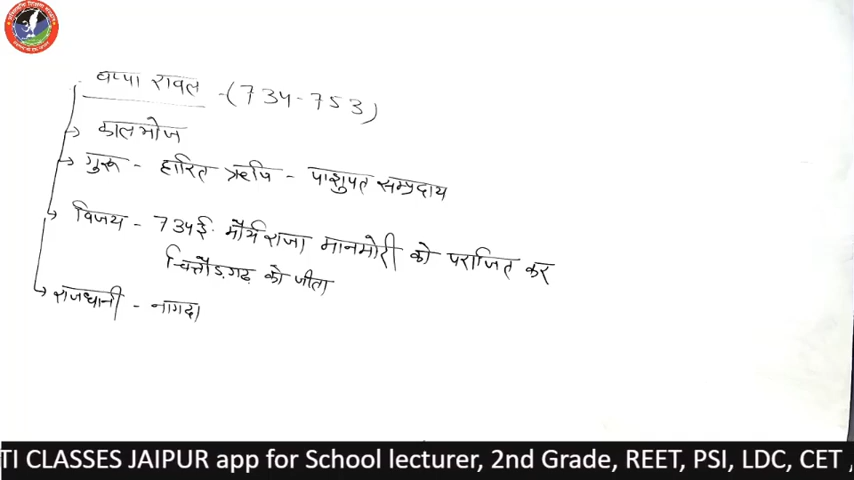 बप्पा रावल -(734-753)
→ कालभोज
→ गुरू - हारित ऋषि - पाशुपत सम्प्रदाय
→ विजय - 734ई. मौर्य राजा मानमोरी को पराजित कर
चित्तौड़गढ़ को जीता
→ राजधानी - नागदा
TI CLASSES JAIPUR app for School lecturer, 2nd Grade, REET, PSI, LDC, CET ,